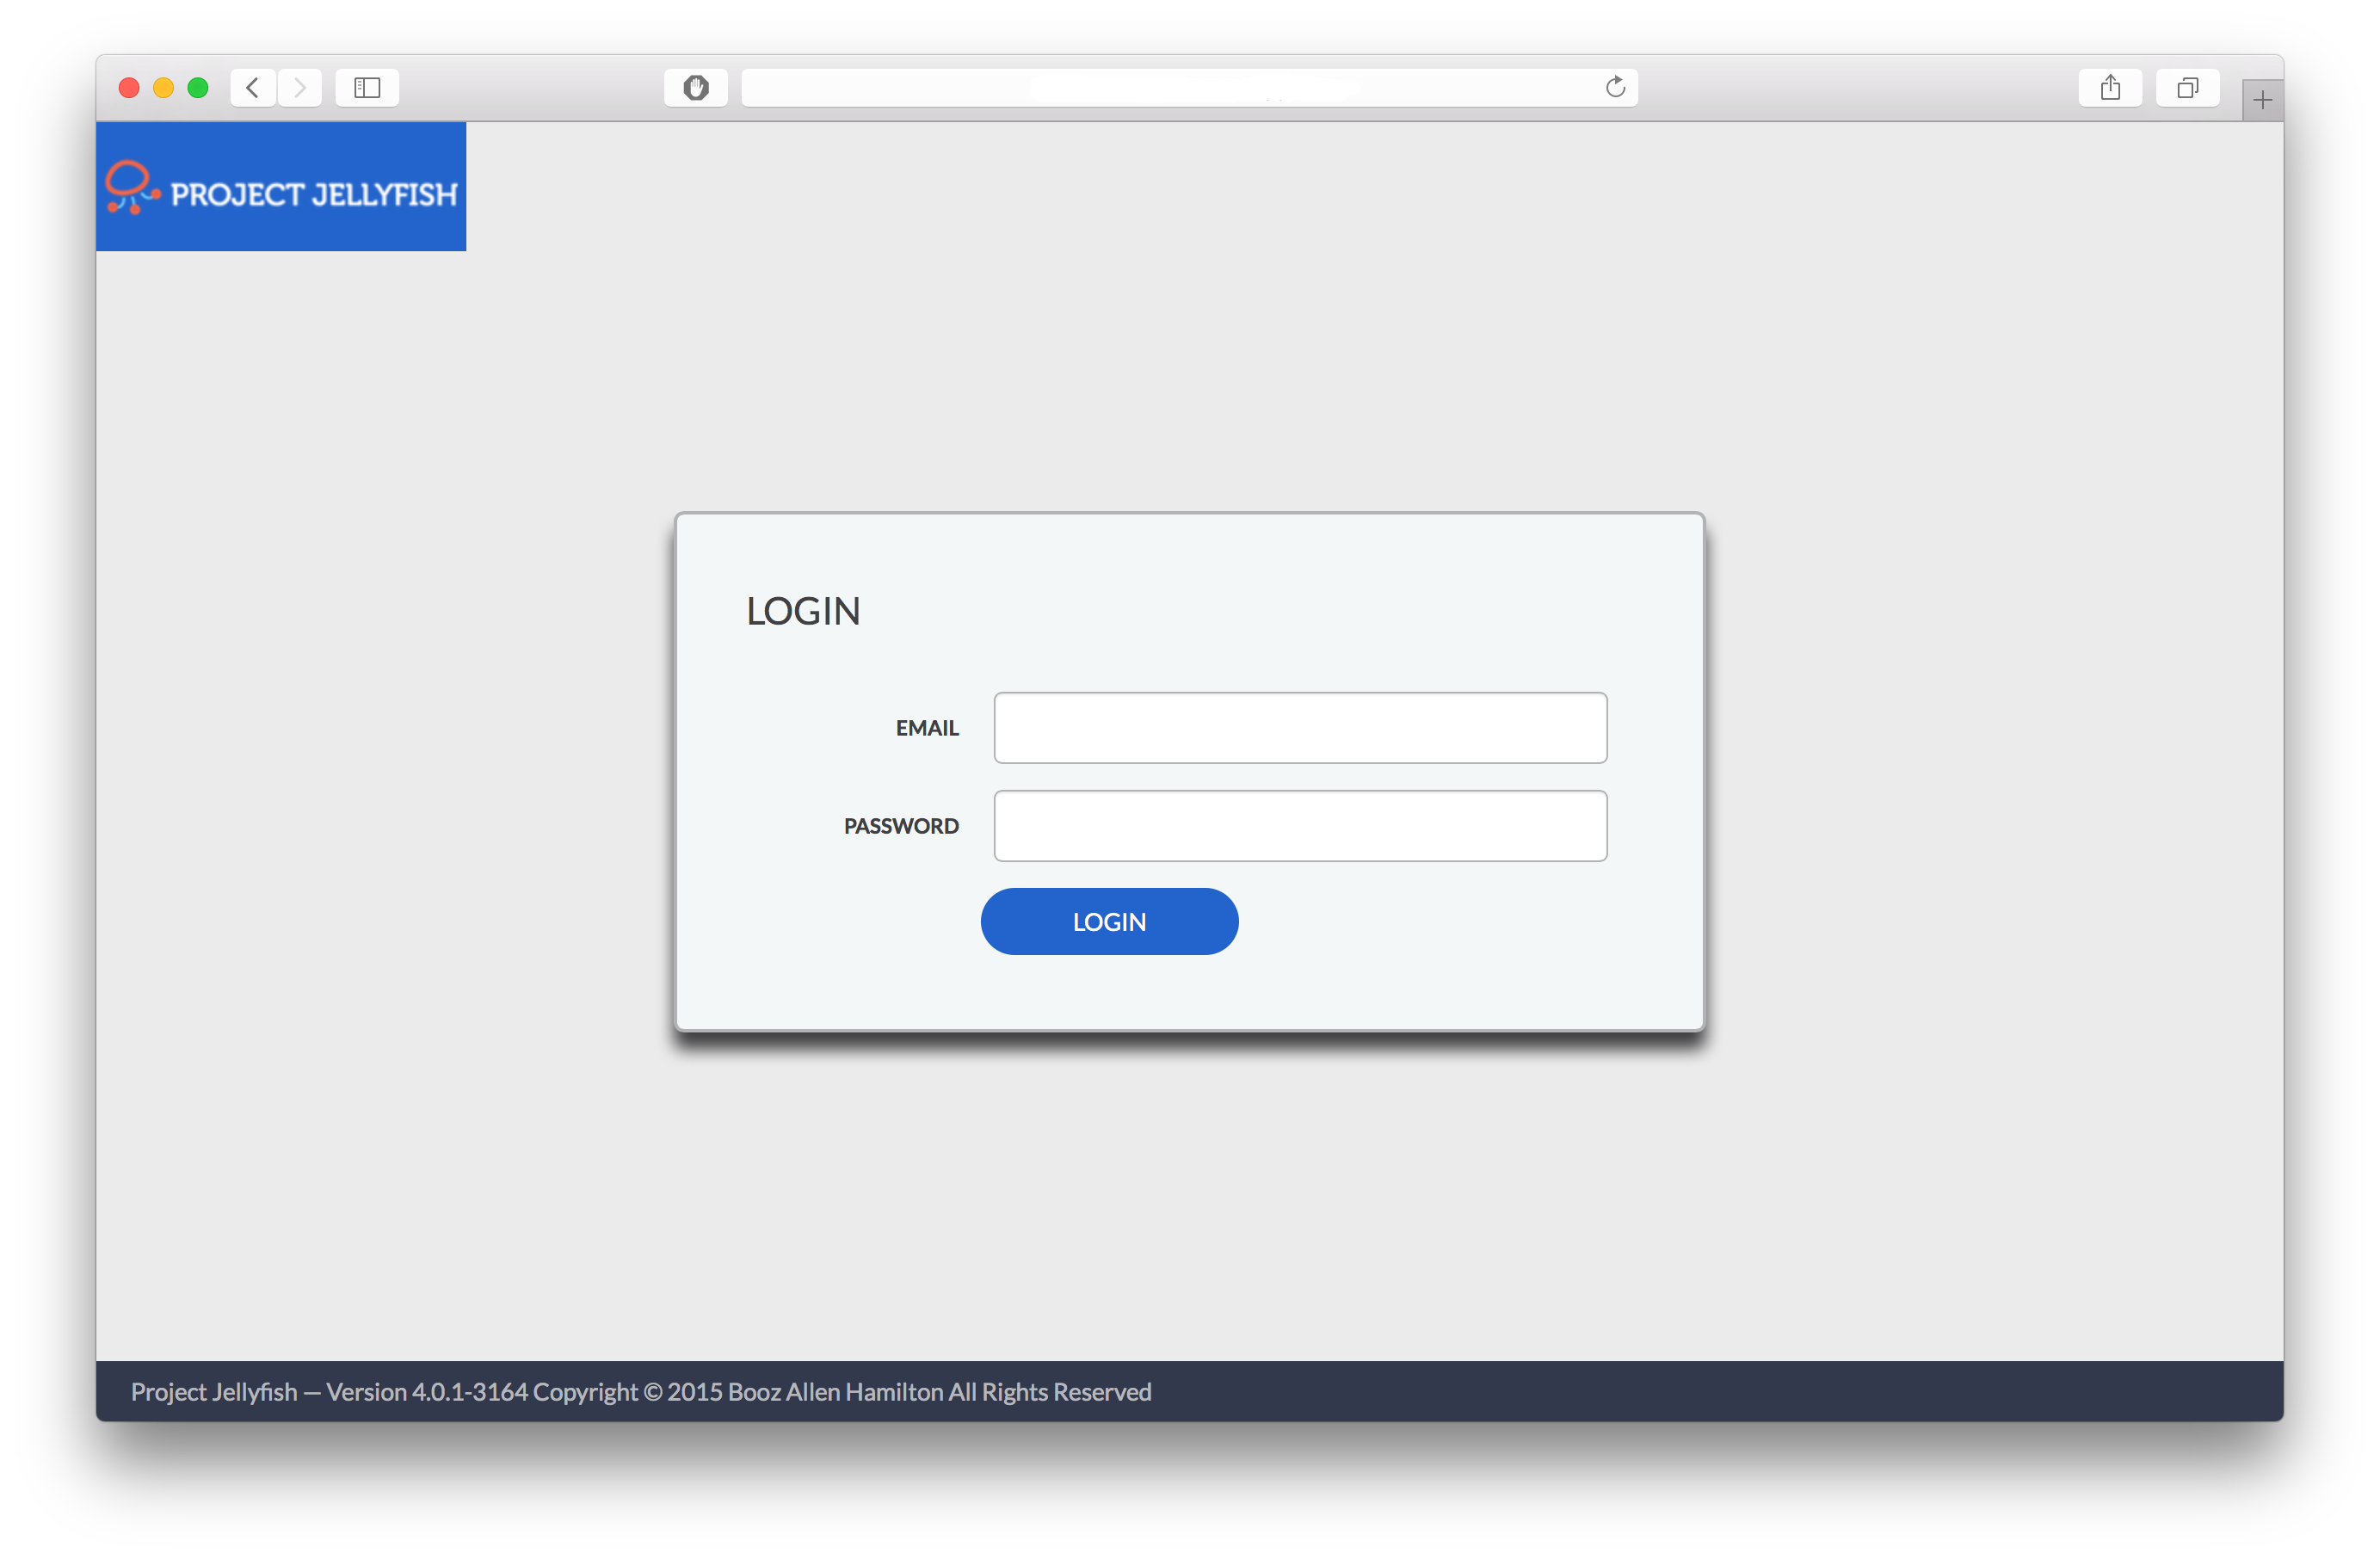 PROJECT JELLYFISH
LOGIN
EMAIL
PASSWORD
LOGIN
Project Jellyfish — Version 4.0.1-3164 Copyright © 2015 Booz Allen Hamilton All Rights Reserved